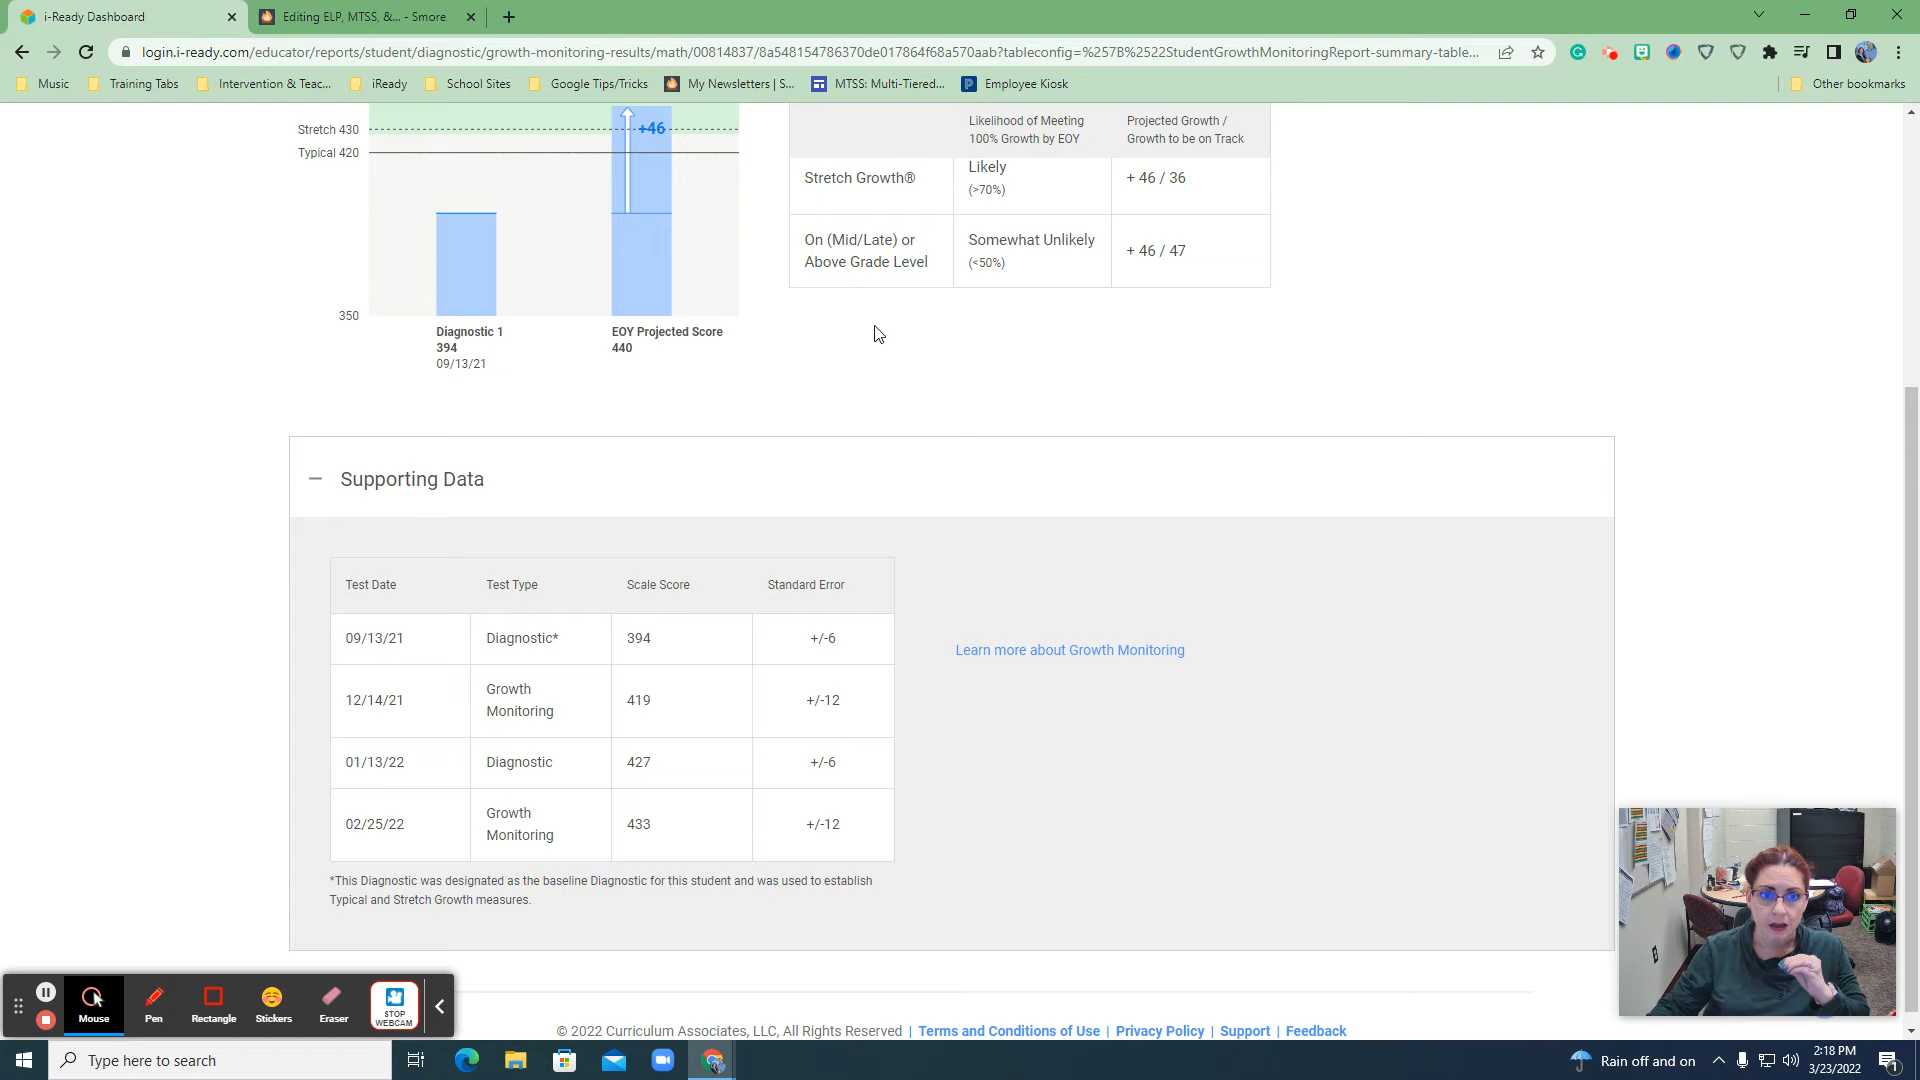 i-Ready Dashboard
Editing ELP, MTSS, &... - Smore
login.i-ready.com/educator/reports/student/diagnostic/growth-monitoring-results/math/00814837/8a548154786370de017864f68a570aab?tableconfig=%257B%2522StudentGrowthMonitoringReport-summary-table...
Music
Training Tabs
Intervention & Teac...
iReady
School Sites
Google Tips/Tricks
My Newsletters | S...
MTSS: Multi-Tiered...
Employee Kiosk
Other bookmarks
Stretch 430
Typical 420
350
+46
Diagnostic 1
394
09/13/21
EOY Projected Score
440
Likelihood of Meeting
100% Growth by EOY
Projected Growth /
Growth to be on Track
Stretch Growth®
Likely
(>70%)
+ 46 / 36
On (Mid/Late) or
Above Grade Level
Somewhat Unlikely
(<50%)
+ 46 / 47
Supporting Data
Test Date
Test Type
Scale Score
Standard Error
09/13/21
Diagnostic*
394
+/-6
12/14/21
Growth
Monitoring
419
+/-12
01/13/22
Diagnostic
427
+/-6
02/25/22
Growth
Monitoring
433
+/-12
*This Diagnostic was designated as the baseline Diagnostic for this student and was used to establish
Typical and Stretch Growth measures.
Learn more about Growth Monitoring
Mouse
Pen
Rectangle
Stickers
Eraser
STOP
WEBCAM
© 2022 Curriculum Associates, LLC, All Rights Reserved | Terms and Conditions of Use | Privacy Policy | Support | Feedback
Type here to search
Rain off and on
2:18 PM
3/23/2022
1